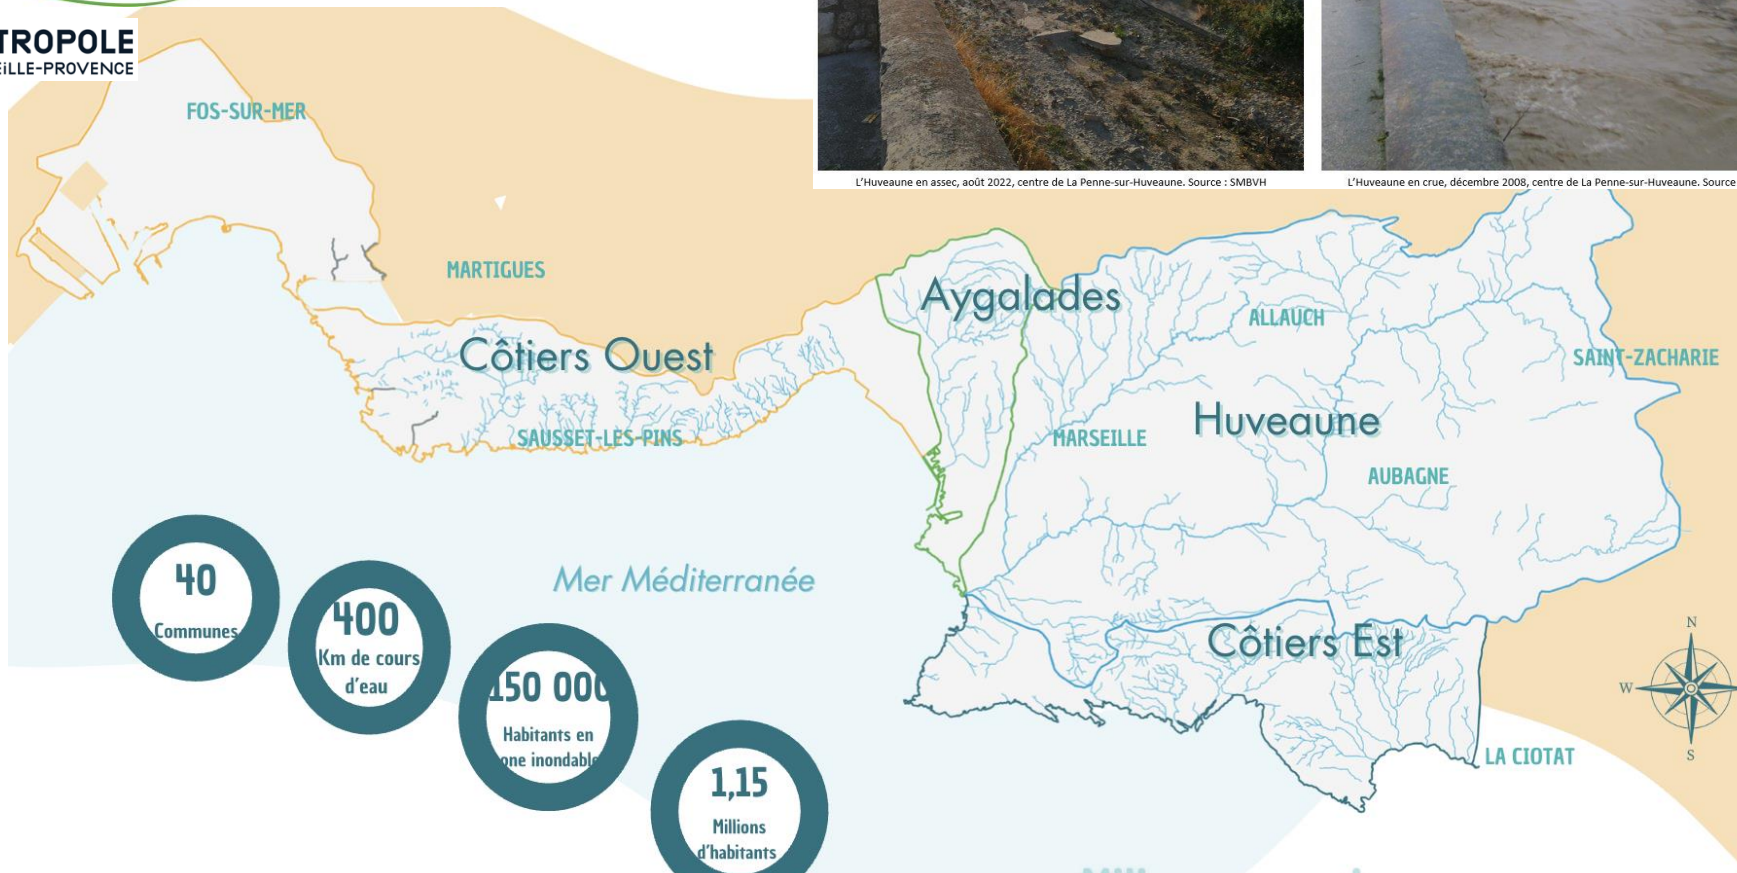 TROPOLE
EILLE-PROVENCE
L'Huveaune en assec, août 2022, centre de La Penne-sur-Huveaune. Source : SMBVH
L'Huveaune en crue, décembre 2008, centre de La Penne-sur-Huveaune. Source
FOS-SUR-MER
MARTIGUES
Aygalades
ALLAUCH
Côtiers Ouest
SAINT-ZACHARIE
Huveaune
SAUSSET-LES-PINS
MARSEILLE
AUBAGNE
Mer Méditerranée
40
Communes
400
Km de cours
d'eau
Côtiers Est
N
W
S
150 000
Habitants en
one inondable
LA CIOTAT
1,15
Millions
d'habitants